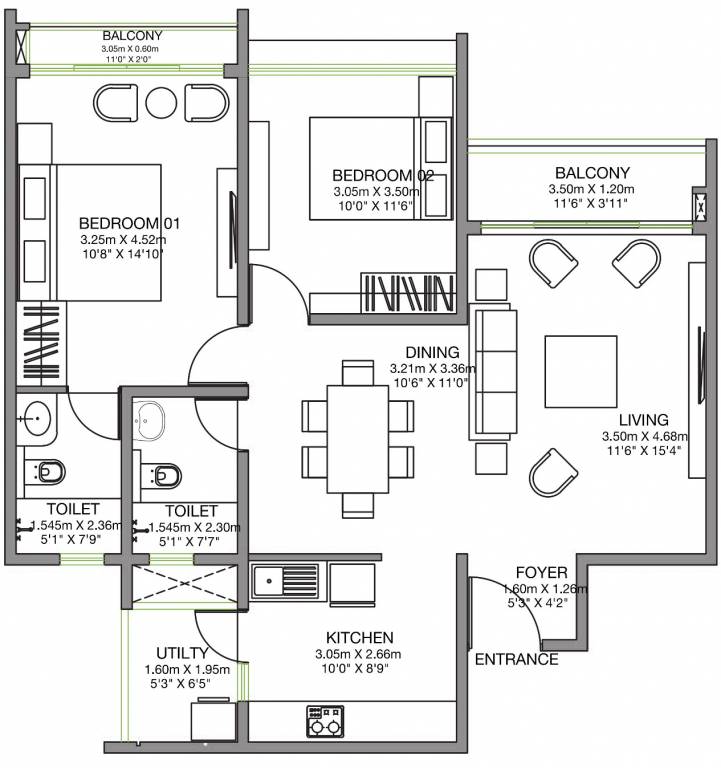 BALCONY
3.05m X 0.60m
11'0" X 2'0"
BEDROOM 02
3.05m X 3.50m
10'0" X 11'6"
BALCONY
3.50m X 1.20m
11'6" X 3'11"
BEDROOM 01
3.25m X 4.52m
10'8" X 14'10"
DINING
3.21m X 3.36m
10'6" X 11'0"
LIVING
3.50m X 4.68m
11'6" X 15'4"
TOILET
1.545m X 2.36m
5'1" X 7'9"
TOILET
1.545m X 2.30m
5'1" X 7'7"
FOYER
1.60m X 1.26m
5'3" X 4'2"
KITCHEN
3.05m X 2.66m
10'0" X 8'9"
UTILTY
1.60m X 1.95m
5'3" X 6'5"
ENTRANCE